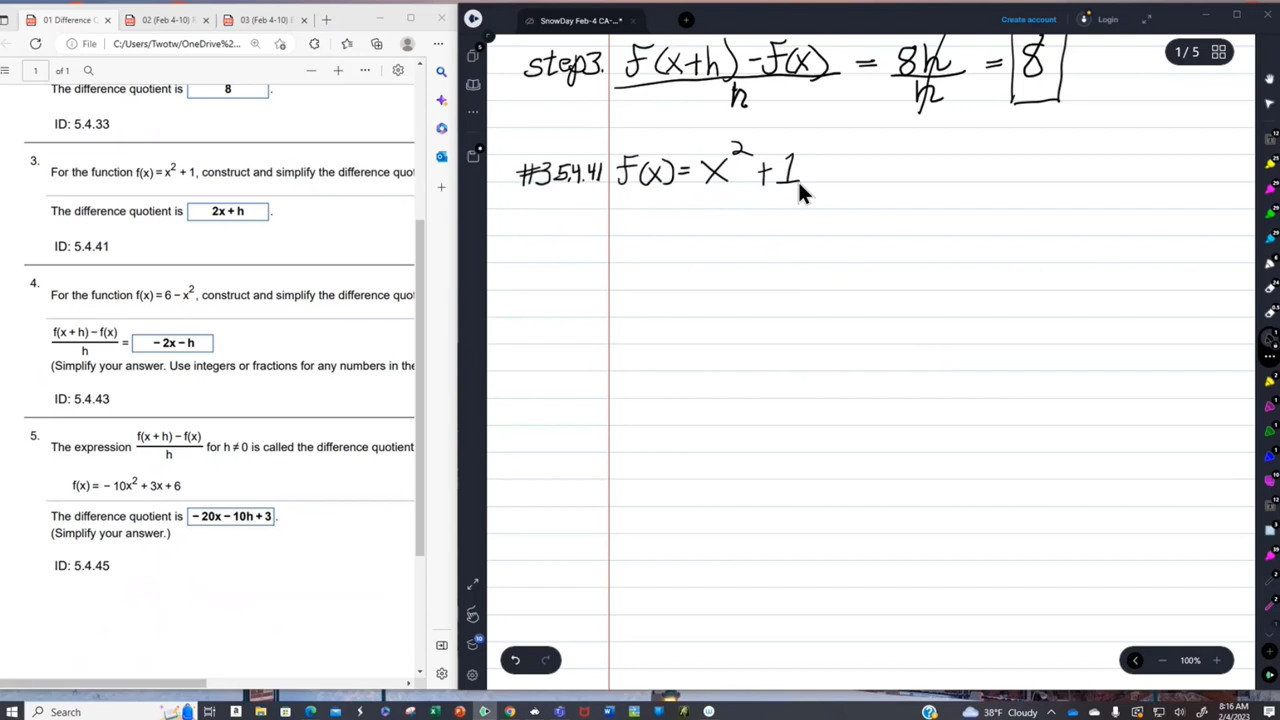 01 Difference C
02 (Feb 4-10) M
03 (Feb 4-10) E
SnowDay Feb-4 CA-...*
Create account
Login
File
C:/Users/Twotw/OneDrive%...
1
of 1
1 / 5
The difference quotient is 8
ID: 5.4.33
3.
For the function f(x) = x² + 1, construct and simplify the difference quo
The difference quotient is 2x + h .
ID: 5.4.41
4.
For the function f(x) = 6 − x², construct and simplify the difference quo
f(x + h) − f(x)
h
= − 2x − h
(Simplify your answer. Use integers or fractions for any numbers in the
ID: 5.4.43
5.
The expression f(x + h) − f(x)
h
for h ≠ 0 is called the difference quotient
f(x) = − 10x² + 3x + 6
The difference quotient is − 20x − 10h + 3 .
(Simplify your answer.)
ID: 5.4.45
step3. F(x+h) - F(x)
h
= 8h
h
= 8
#3 5.4.41 F(x) = x² + 1
100%
Search
38°F Cloudy
8:16 AM
2/4/2023